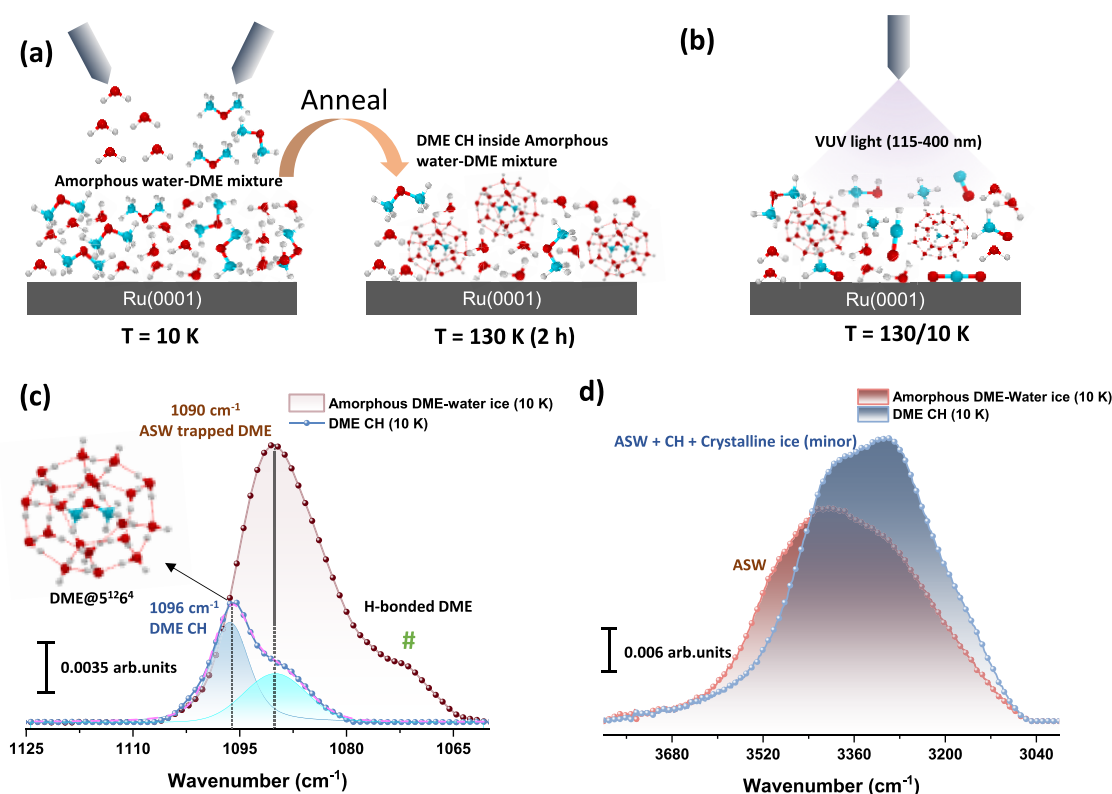 (a)
Anneal
DME CH inside Amorphous
water-DME mixture
Amorphous water-DME mixture
Ru(0001)
Ru(0001)
T = 10 K
T = 130 K (2 h)
(b)
VUV light (115-400 nm)
Ru(0001)
T = 130/10 K
(c)
1090 cm⁻¹
ASW trapped DME
Amorphous DME-water ice (10 K)
DME CH (10 K)
DME@5¹²6⁴
1096 cm⁻¹
DME CH
H-bonded DME
#
0.0035 arb.units
1125
1110
1095
1080
1065
Wavenumber (cm⁻¹)
d)
Amorphous DME-Water ice (10 K)
DME CH (10 K)
ASW + CH + Crystalline ice (minor)
ASW
0.006 arb.units
3680
3520
3360
3200
3040
Wavenumber (cm⁻¹)